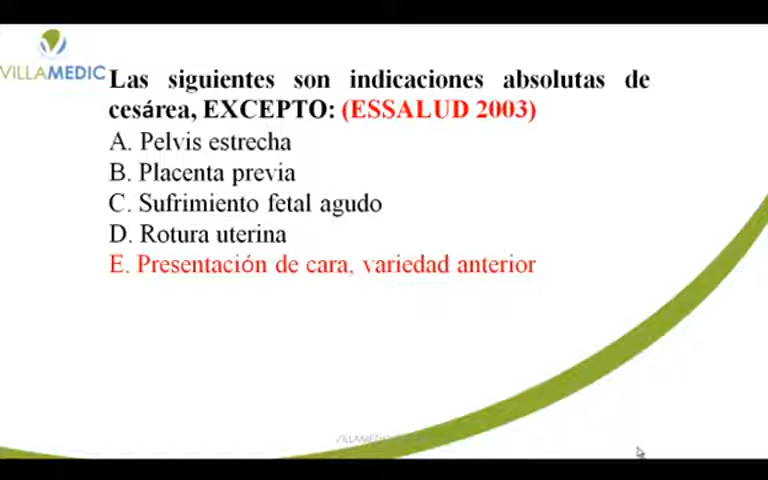 VILLAMEDIC
Las siguientes son indicaciones absolutas de
cesárea, EXCEPTO: (ESSALUD 2003)
A. Pelvis estrecha
B. Placenta previa
C. Sufrimiento fetal agudo
D. Rotura uterina
E. Presentación de cara, variedad anterior
VILLAMEDIC